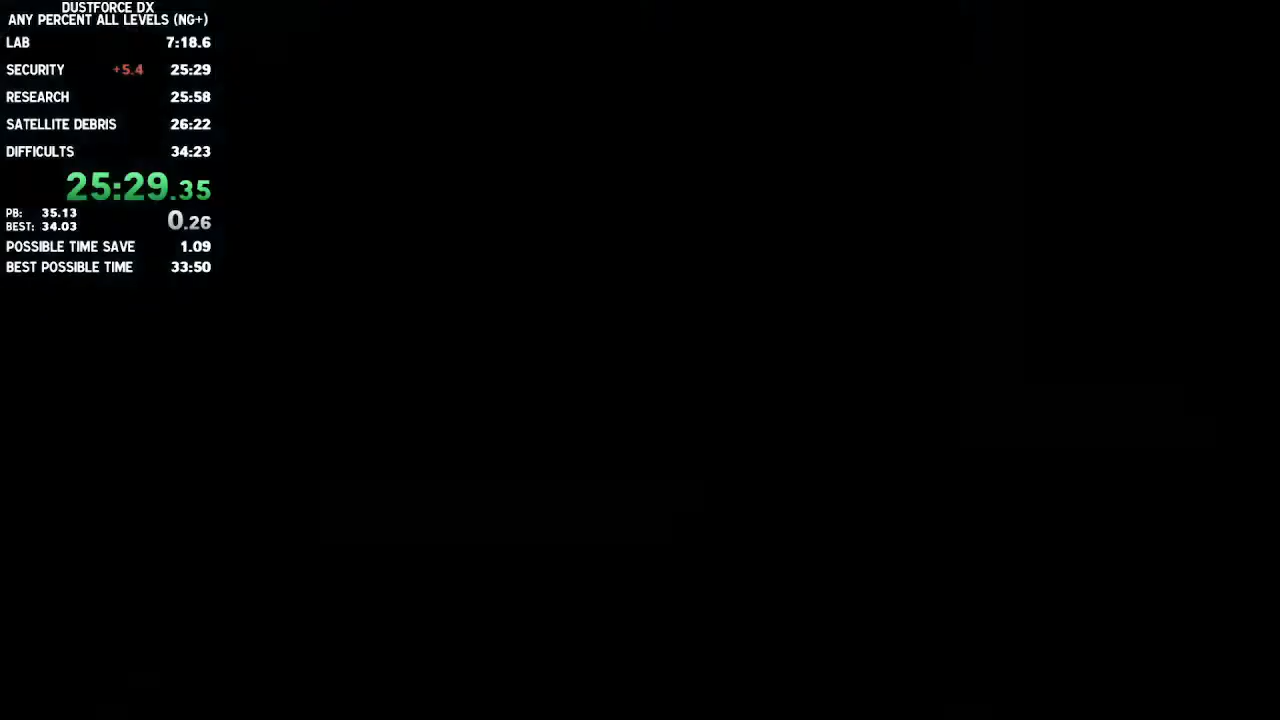 DUSTFORCE DX
ANY PERCENT ALL LEVELS (NG+)
LAB 7:18.6
SECURITY +5.4 25:29
RESEARCH 25:58
SATELLITE DEBRIS 26:22
DIFFICULTS 34:23
25:29.35
PB: 35.13 0.26
BEST: 34.03
POSSIBLE TIME SAVE 1.09
BEST POSSIBLE TIME 33:50